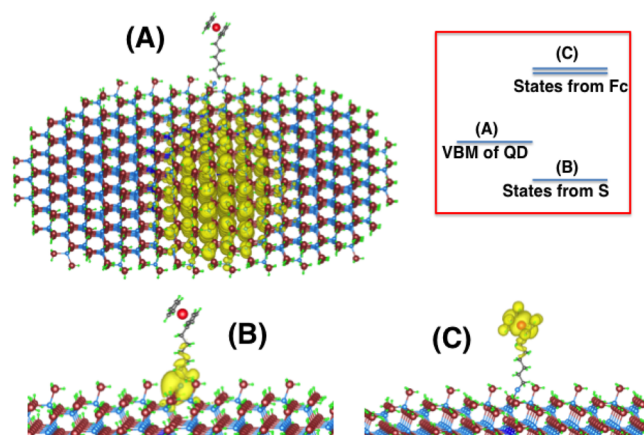 (A)
(C)
States from Fc
(A)
VBM of QD
(B)
States from S
(B)
(C)